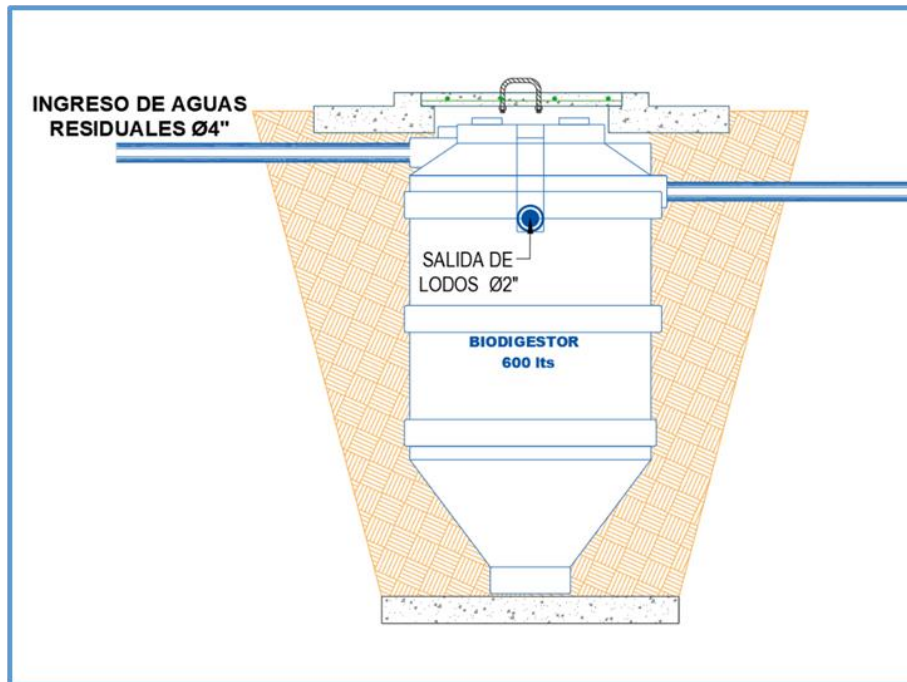 INGRESO DE AGUAS
RESIDUALES Ø4"
SALIDA DE
LODOS Ø2"
BIODIGESTOR
600 lts